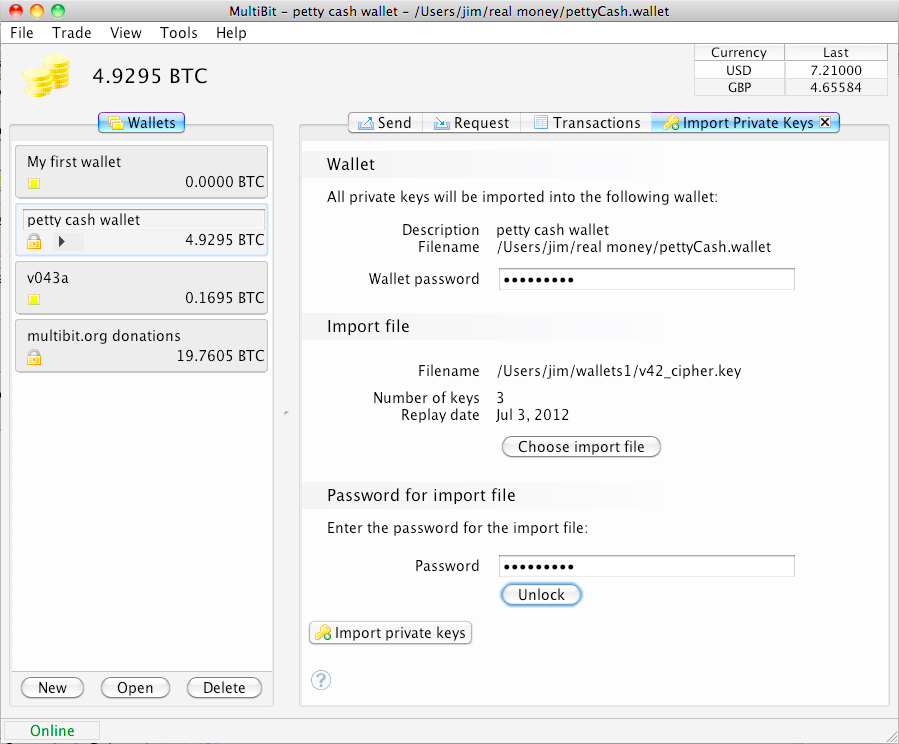 MultiBit - petty cash wallet - /Users/jim/real money/pettyCash.wallet
File Trade View Tools Help
4.9295 BTC
Currency Last
USD 7.21000
GBP 4.65584
Wallets
My first wallet
0.0000 BTC
petty cash wallet
4.9295 BTC
v043a
0.1695 BTC
multibit.org donations
19.7605 BTC
New Open Delete
Send Request Transactions Import Private Keys
Wallet
All private keys will be imported into the following wallet:
Description petty cash wallet
Filename /Users/jim/real money/pettyCash.wallet
Wallet password •••••••••
Import file
Filename /Users/jim/wallets1/v42_cipher.key
Number of keys 3
Replay date Jul 3, 2012
Choose import file
Password for import file
Enter the password for the import file:
Password •••••••••
Unlock
Import private keys
?
Online